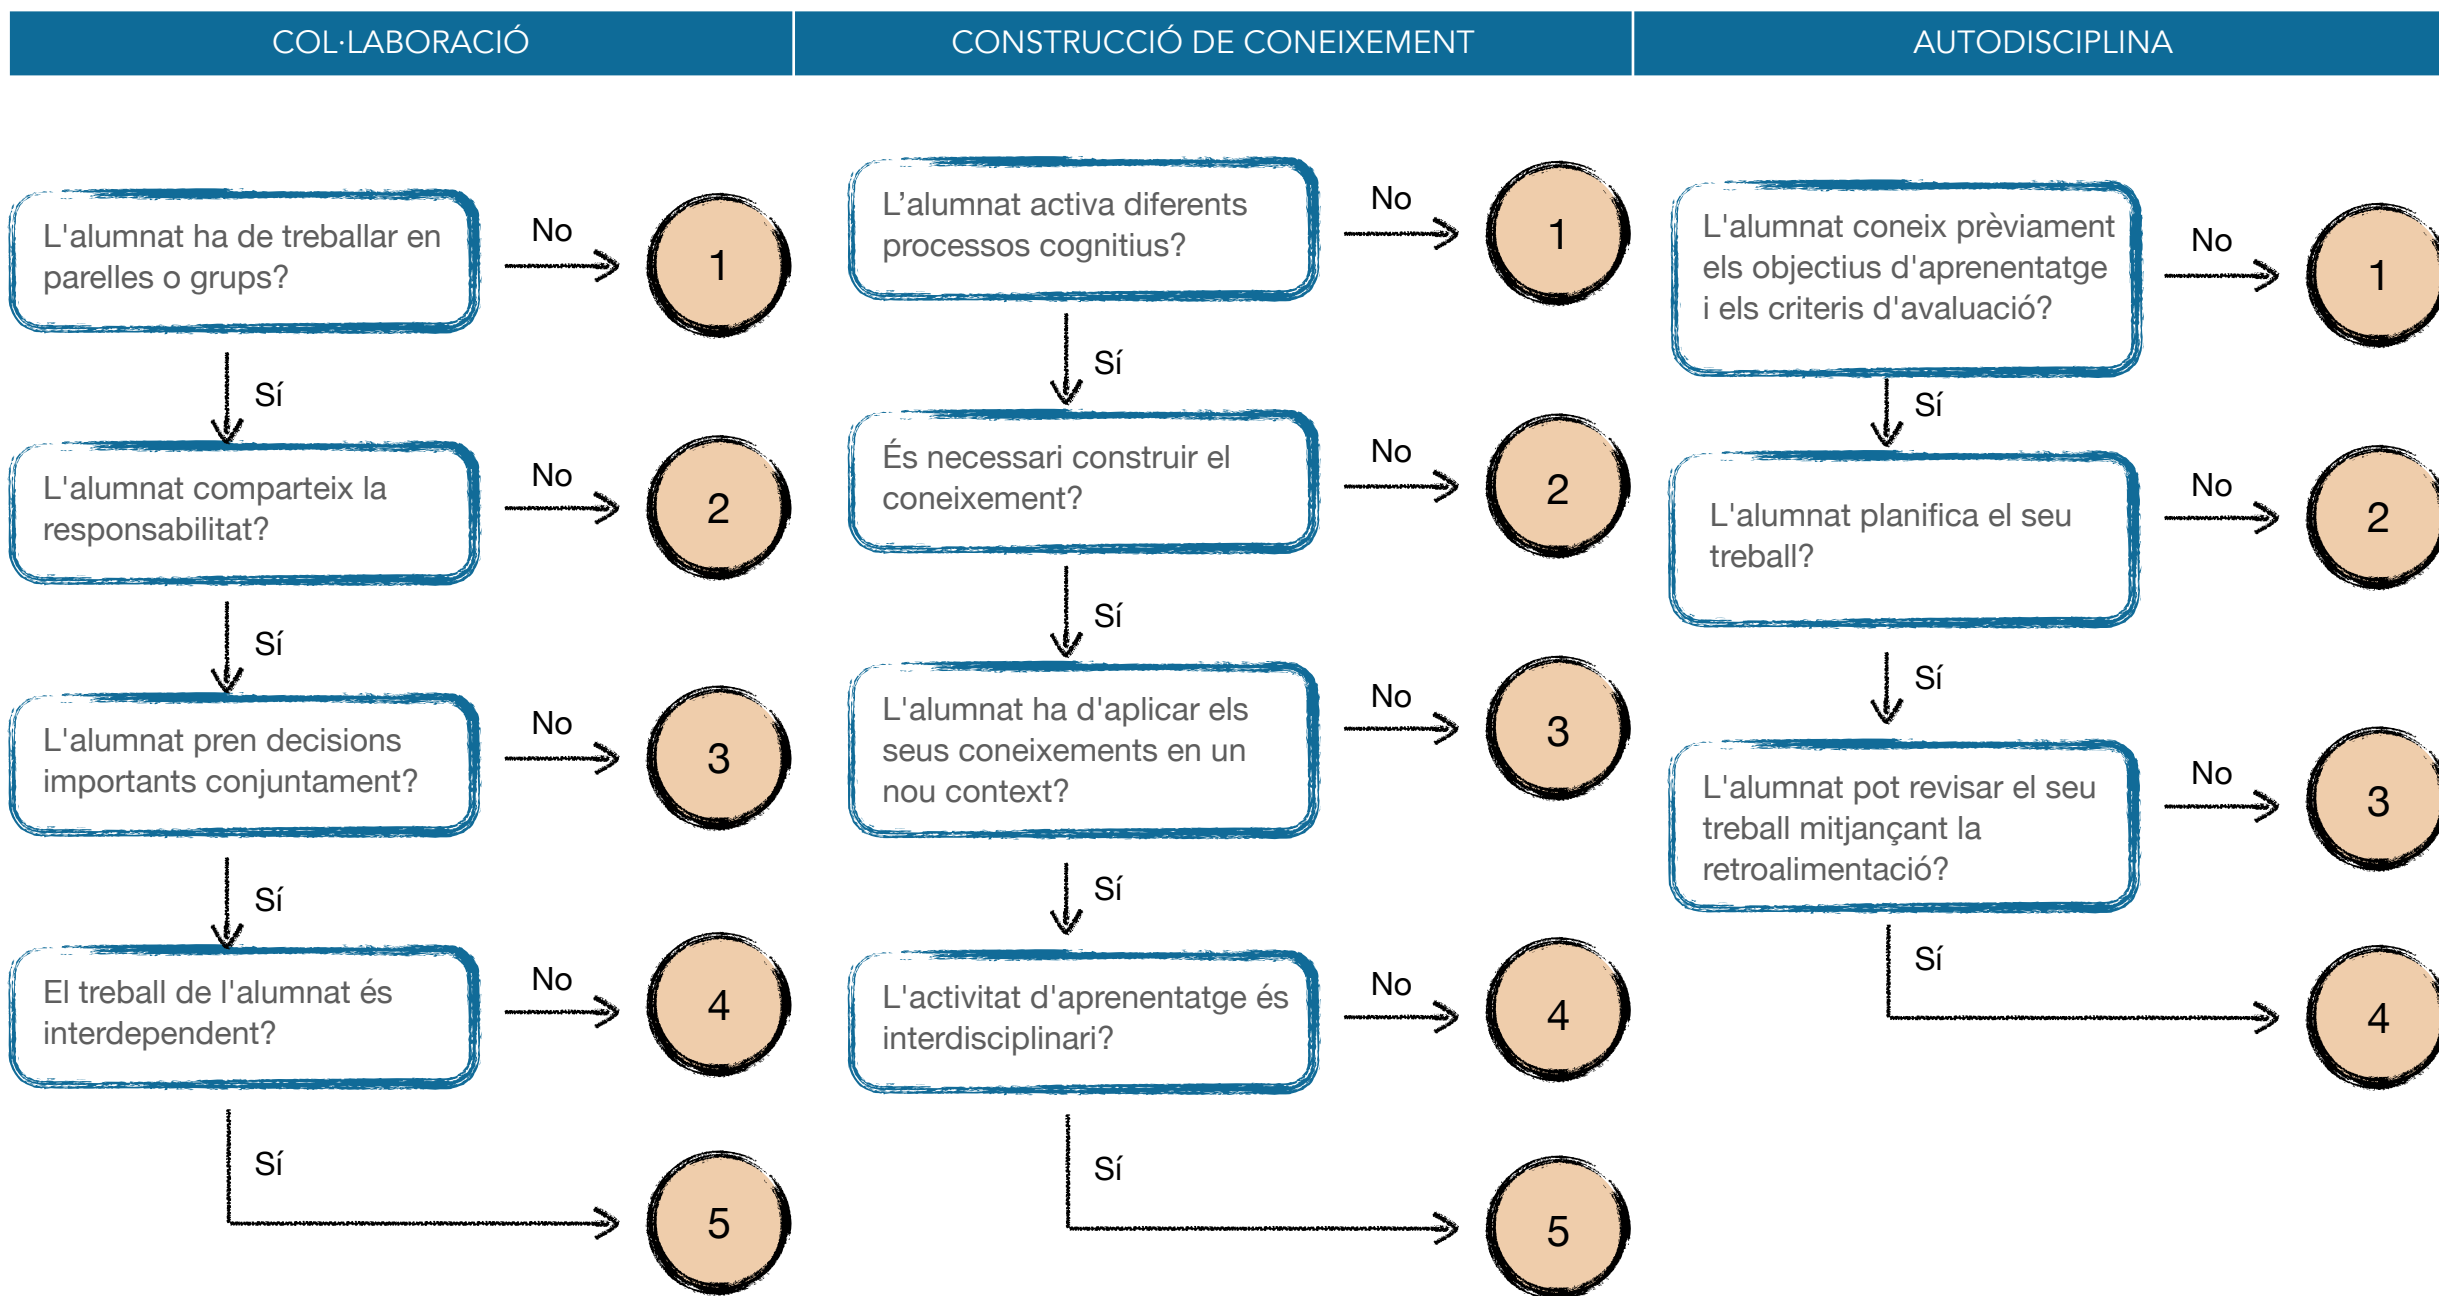 COL·LABORACIÓ
L'alumnat ha de treballar en
parelles o grups?
No
1
Sí
L'alumnat comparteix la
responsabilitat?
No
2
Sí
L'alumnat pren decisions
importants conjuntament?
No
3
Sí
El treball de l'alumnat és
interdependent?
No
4
Sí
5
CONSTRUCCIÓ DE CONEIXEMENT
L’alumnat activa diferents
processos cognitius?
No
1
Sí
És necessari construir el
coneixement?
No
2
Sí
L'alumnat ha d'aplicar els
seus coneixements en un
nou context?
No
3
Sí
L'activitat d'aprenentatge és
interdisciplinari?
No
4
Sí
5
AUTODISCIPLINA
L'alumnat coneix prèviament
els objectius d'aprenentatge
i els criteris d'avaluació?
No
1
Sí
L'alumnat planifica el seu
treball?
No
2
Sí
L'alumnat pot revisar el seu
treball mitjançant la
retroalimentació?
No
3
Sí
4